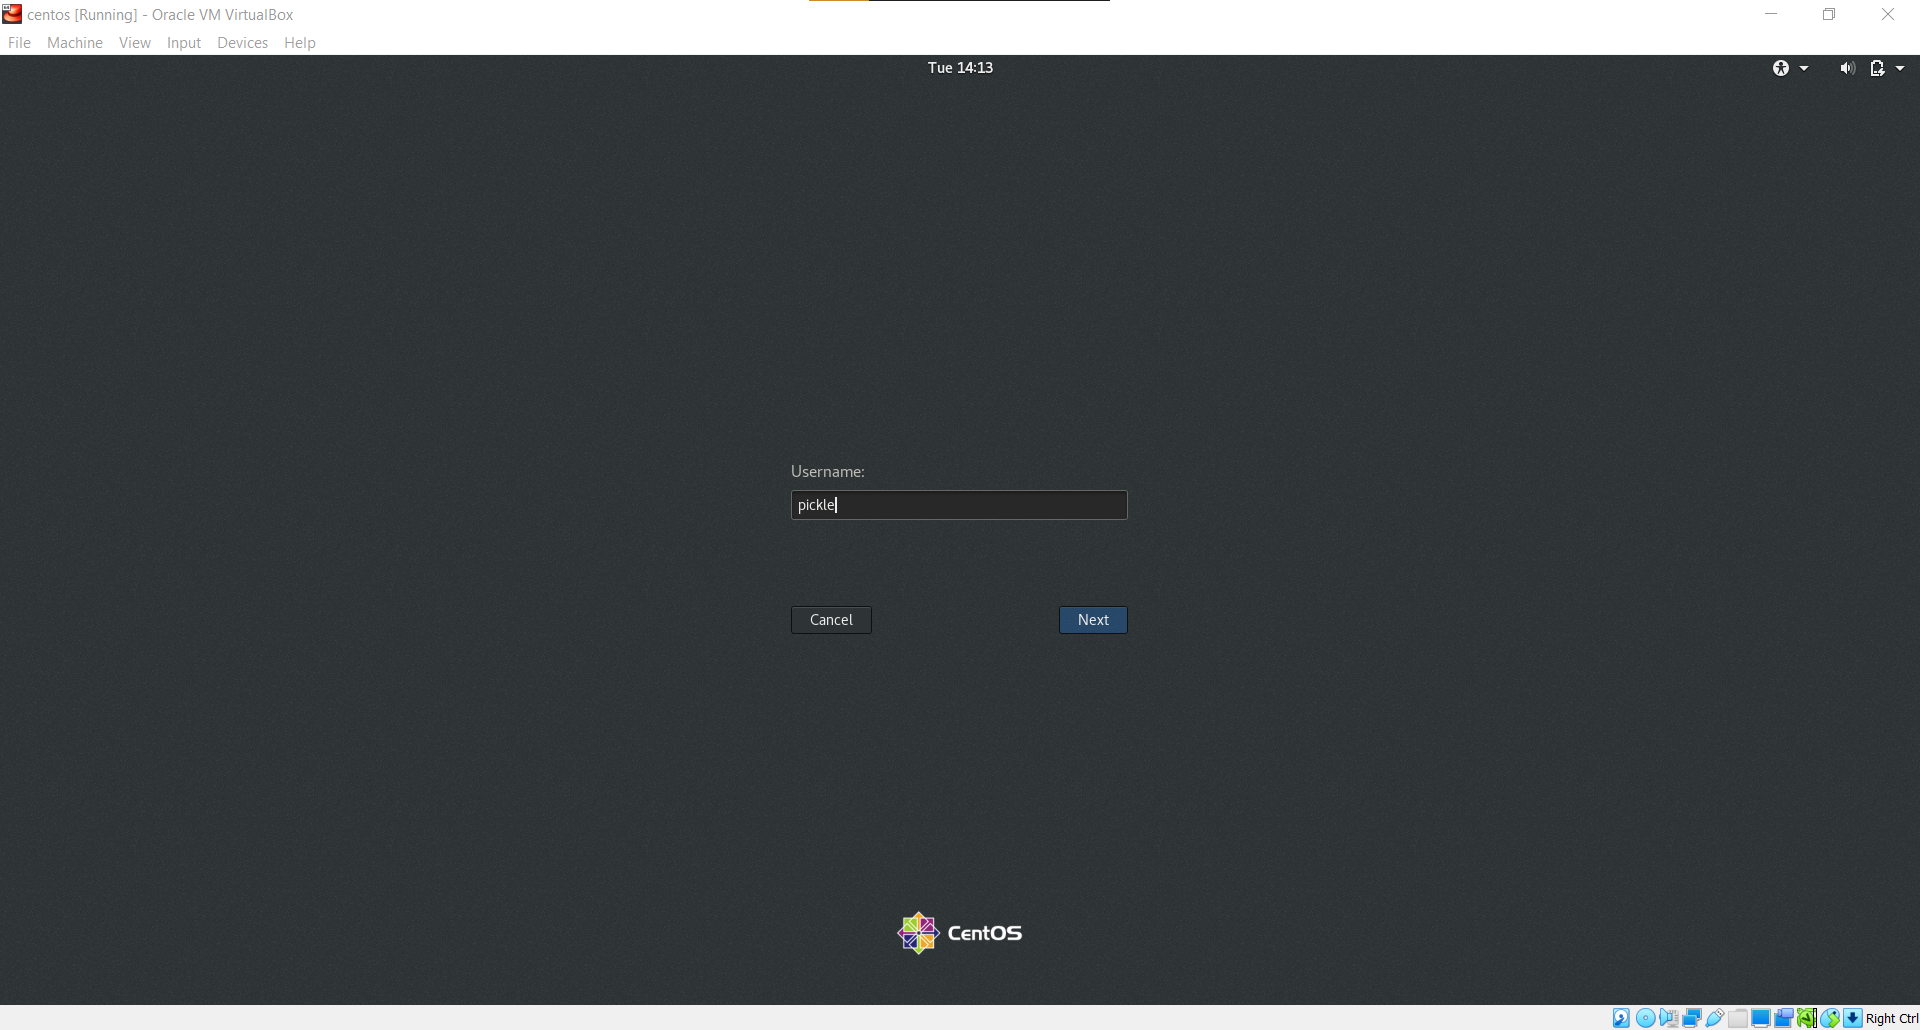 centos [Running] - Oracle VM VirtualBox
File Machine View Input Devices Help
Tue 14:13
Username:
pickle
Cancel Next
CentOS
Right Ctrl